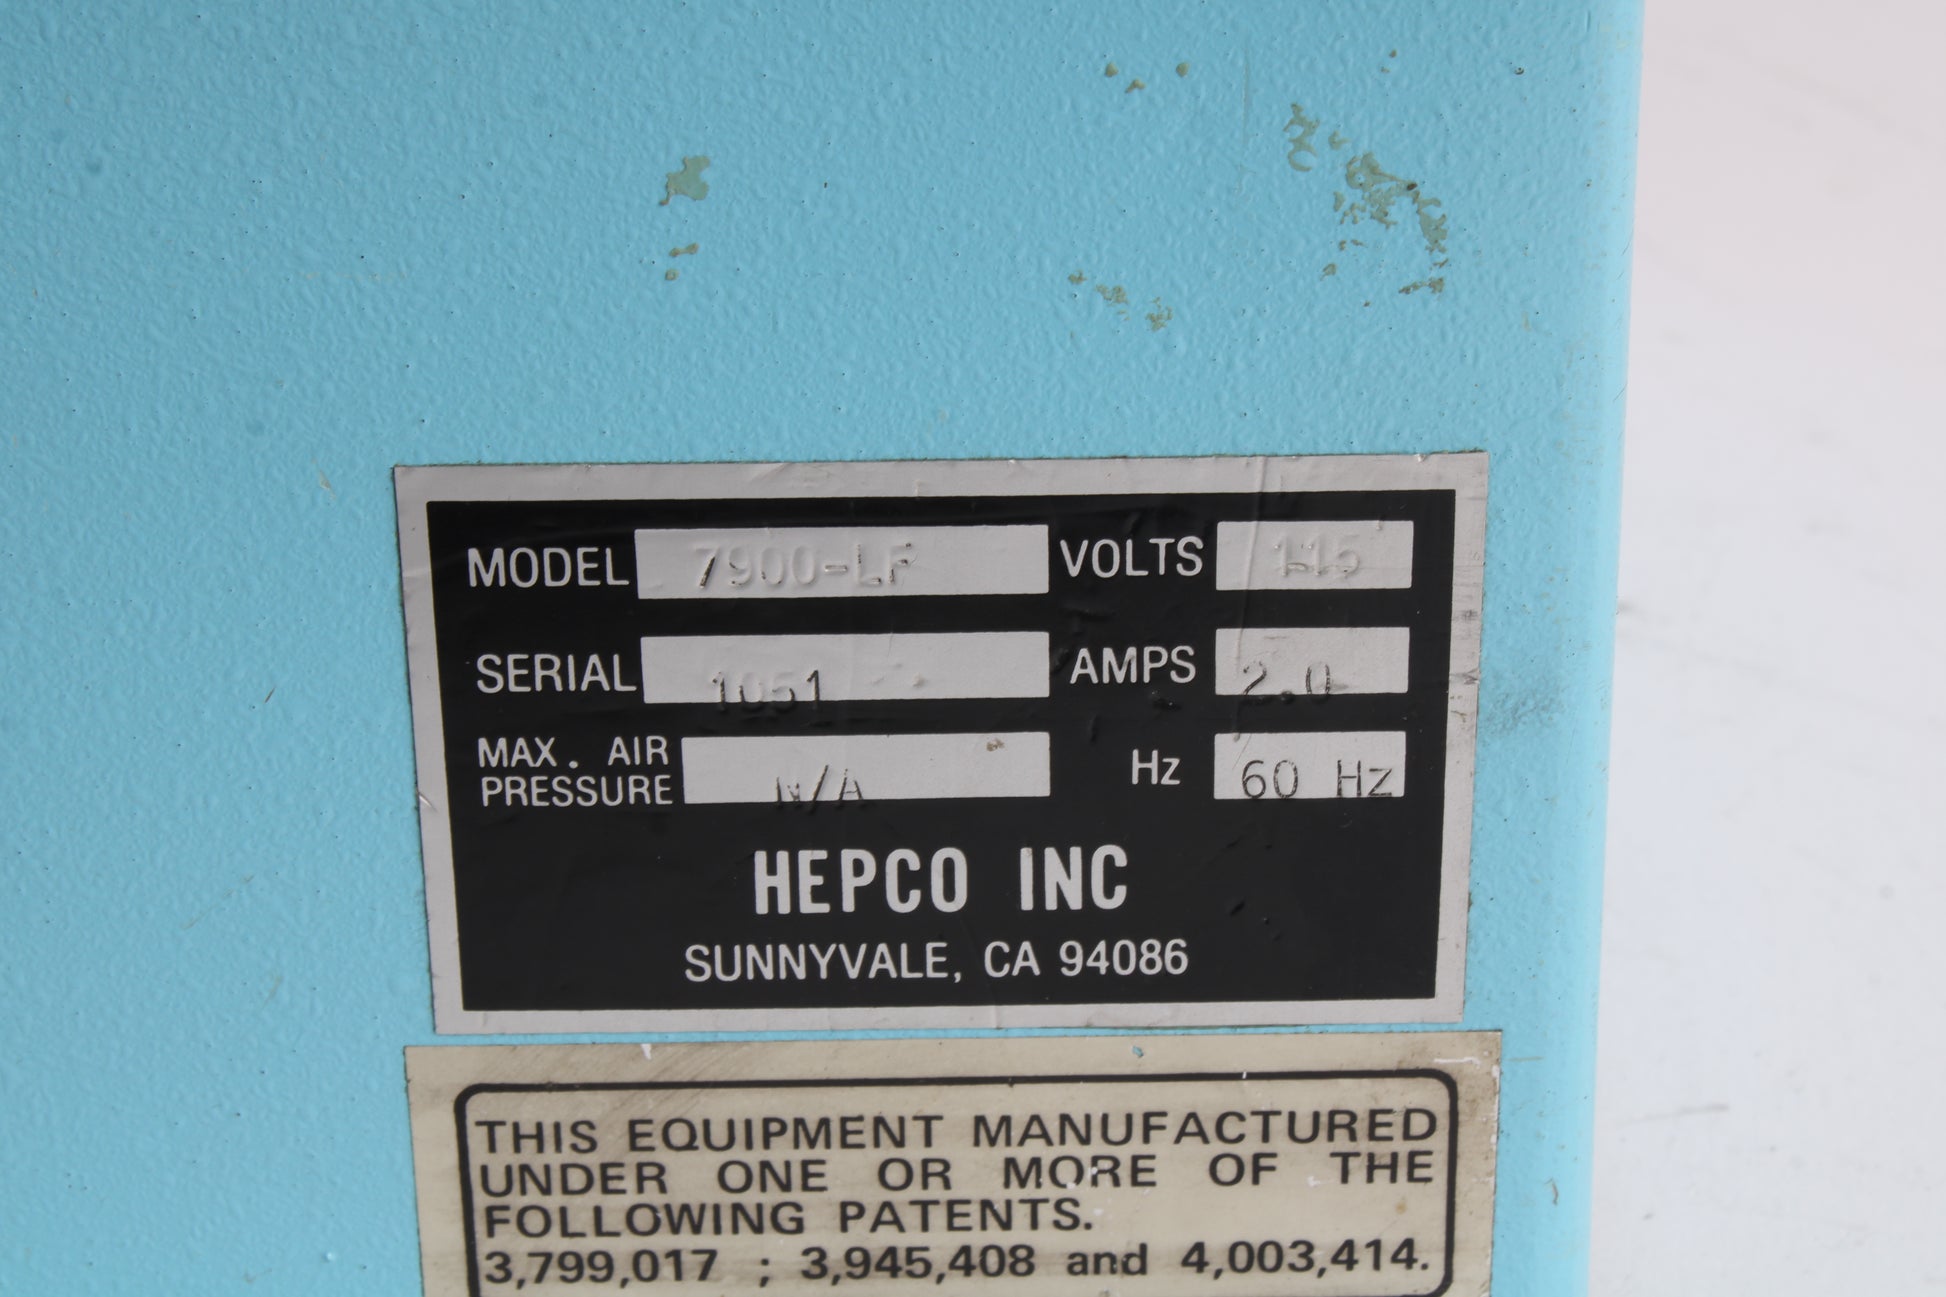 MODEL 7900-LF VOLTS 115
SERIAL 1051 AMPS 2.0
MAX. AIR
PRESSURE N/A Hz 60 Hz
HEPCO INC
SUNNYVALE, CA 94086
THIS EQUIPMENT MANUFACTURED
UNDER ONE OR MORE OF THE
FOLLOWING PATENTS.
3,799,017 ; 3,945,408 and 4,003,414.